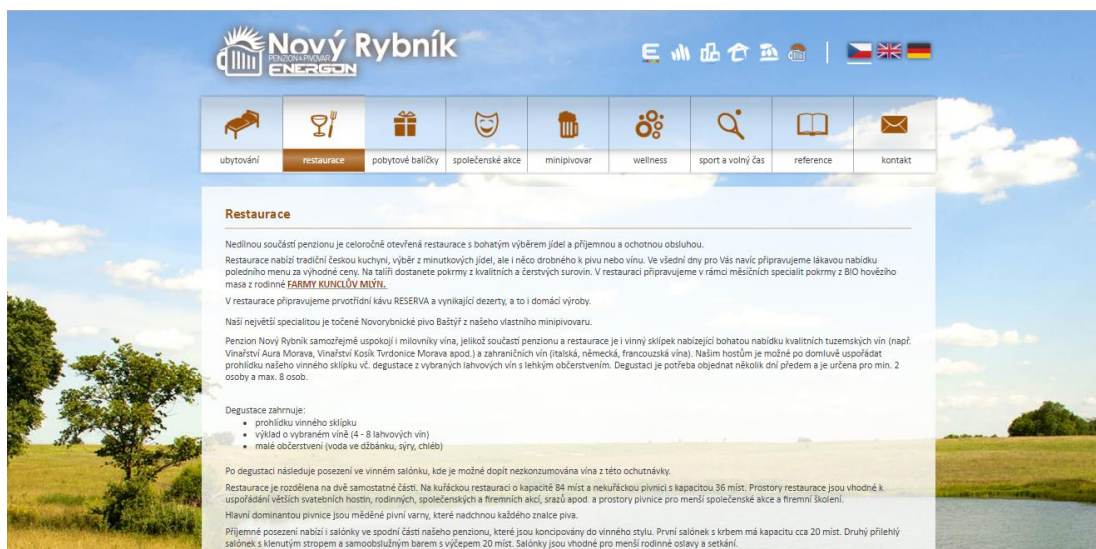 Nový Rybník
PENZION & PIVOVAR
ENERGON
ubytování
restaurace
pobytové balíčky
společenské akce
minipivovar
wellness
sport a volný čas
reference
kontakt
Restaurace
Nedílnou součástí penzionu je celoročně otevřená restaurace s bohatým výběrem jídel a příjemnou a ochotnou obsluhou.
Restaurace nabízí tradiční českou kuchyni, výběr z minutkových jídel, ale i něco drobného k pivu nebo vínu. Ve všední dny pro Vás navíc připravujeme lákavou nabídku
poledního menu za výhodné ceny. Na talíři dostanete pokrmy z kvalitních a čerstvých surovin. V restauraci připravujeme v rámci měsíčních specialit pokrmy z BIO hovězího
masa z rodinné FARMY KUNCLŮV MLÝN.
V restaurace připravujeme prvotřídní kávu RESERVA a vynikající dezerty, a to i domácí výroby.
Naší největší specialitou je točené Novorybnické pivo Baštýř z našeho vlastního minipivovaru.
Penzion Nový Rybník samozřejmě uspokojí i milovníky vína, jelikož součastí penzionu a restaurace je i vinný sklípek nabízející bohatou nabídku kvalitních tuzemských vín (např.
Vinařství Aura Morava, Vinařství Kosík Tvrdonice Morava apod.) a zahraničních vín (italská, německá, francouzská vína). Našim hostům je možné po domluvě uspořádat
prohlídku našeho vinného sklípku vč. degustace z vybraných lahvových vín s lehkým občerstvením. Degustaci je potřeba objednat několik dní předem a je určena pro min. 2
osoby a max. 8 osob.
Degustace zahrnuje:
• prohlídku vinného sklípku
• výklad o vybraném víně (4 - 8 lahvových vín)
• malé občerstvení (voda ve džbánku, sýry, chléb)
Po degustaci následuje posezení ve vinném salónku, kde je možné dopít nezkonzumována vína z této ochutnávky.
Restaurace je rozdělena na dvě samostatné části. Na kuřáckou restauraci o kapacitě 84 míst a nekuřáckou pivnici s kapacitou 36 míst. Prostory restaurace jsou vhodné k
uspořádání větších svatebních hostin, rodinných, společenských a firemních akcí, srazů apod. a prostory pivnice pro menší společenské akce a firemní školení.
Hlavní dominantou pivnice jsou měděné pivní varny, které nadchnou každého znalce piva.
Příjemné posezení nabízí i salónky ve spodní části našeho penzionu, které jsou koncipovány do vinného stylu. První salónek s krbem má kapacitu cca 20 míst. Druhý přilehlý
salónek s klenutým stropem a samoobslužným barem s výčepem 20 míst. Salónky jsou vhodné pro menší rodinné oslavy a setkání.